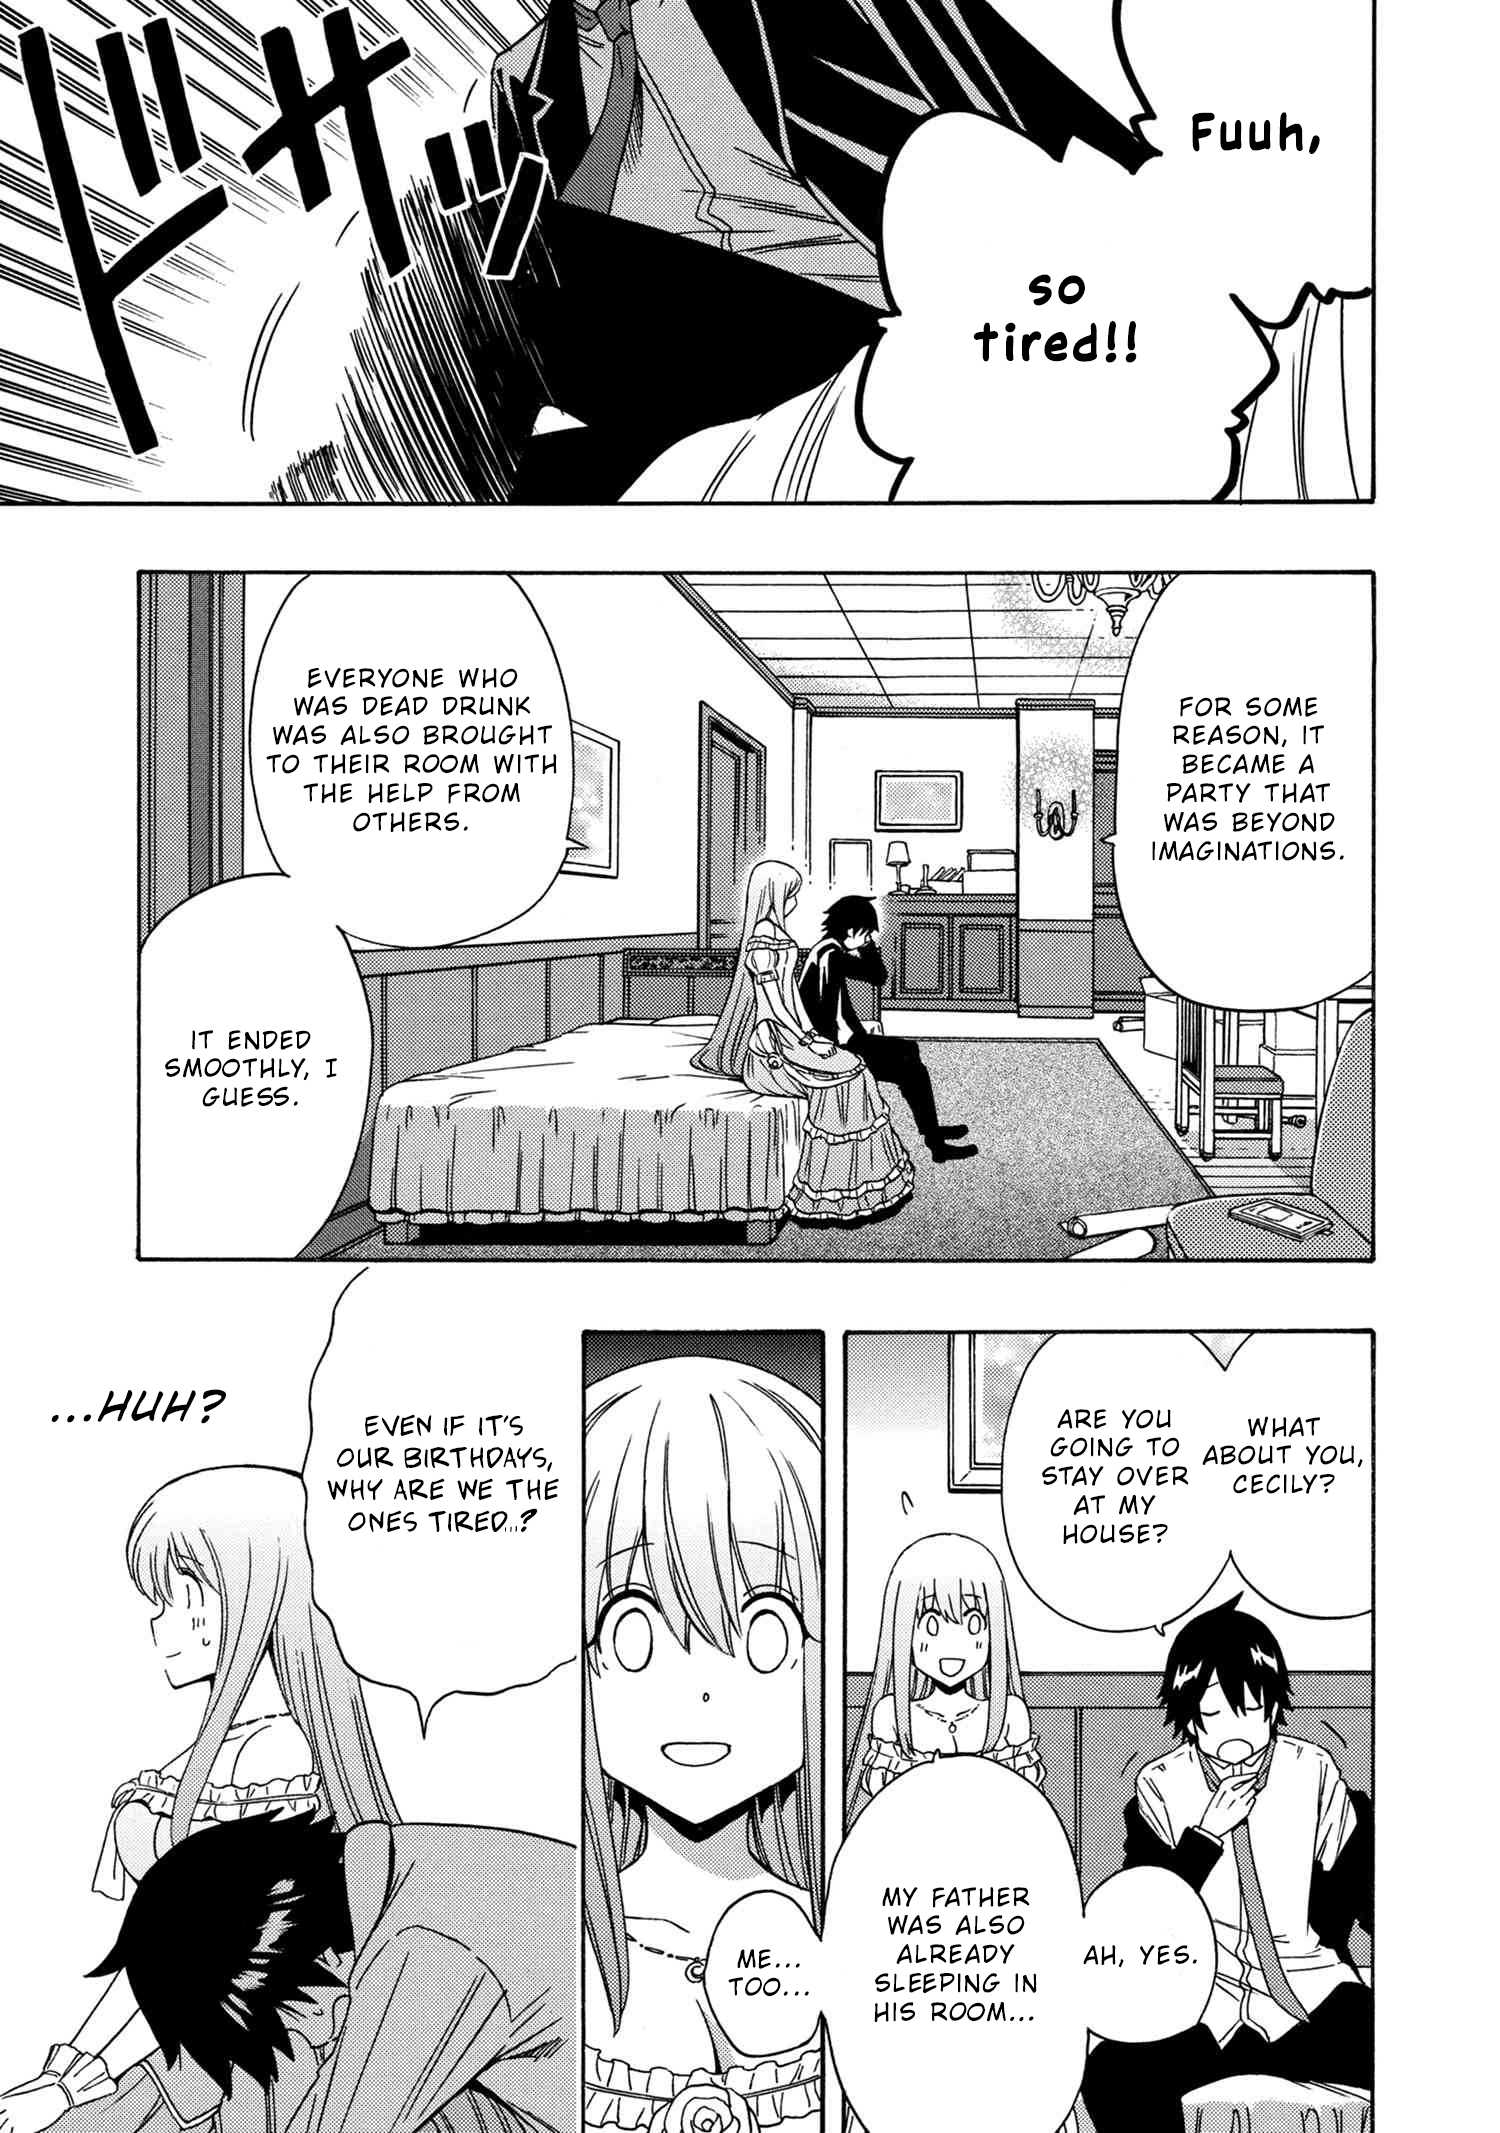 Fuuh,
so
tired!!
ドサッ
FOR SOME
REASON, IT
BECAME A
PARTY THAT
WAS BEYOND
IMAGINATIONS.
EVERYONE WHO
WAS DEAD DRUNK
WAS ALSO BROUGHT
TO THEIR ROOM WITH
THE HELP FROM
OTHERS.
IT ENDED
SMOOTHLY, I
GUESS.
WHAT
ABOUT YOU,
CECILY?
ARE YOU
GOING TO
STAY OVER
AT MY
HOUSE?
AH, YES.
MY FATHER
WAS ALSO
ALREADY
SLEEPING IN
HIS ROOM...
ME...
TOO...
EVEN IF IT'S
OUR BIRTHDAYS,
WHY ARE WE THE
ONES TIRED...?
...HUH?